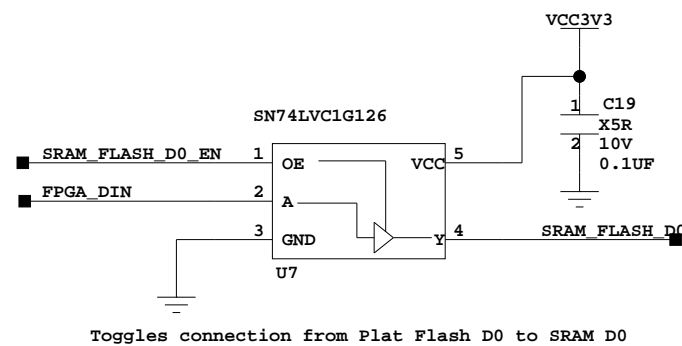 VCC3V3
1 C19
X5R
2 10V
0.1UF
SN74LVC1G126
SRAM_FLASH_D0_EN 1 OE VCC 5
FPGA_DIN 2 A
3 GND Y 4 SRAM_FLASH_D0
U7
Toggles connection from Plat Flash D0 to SRAM D0